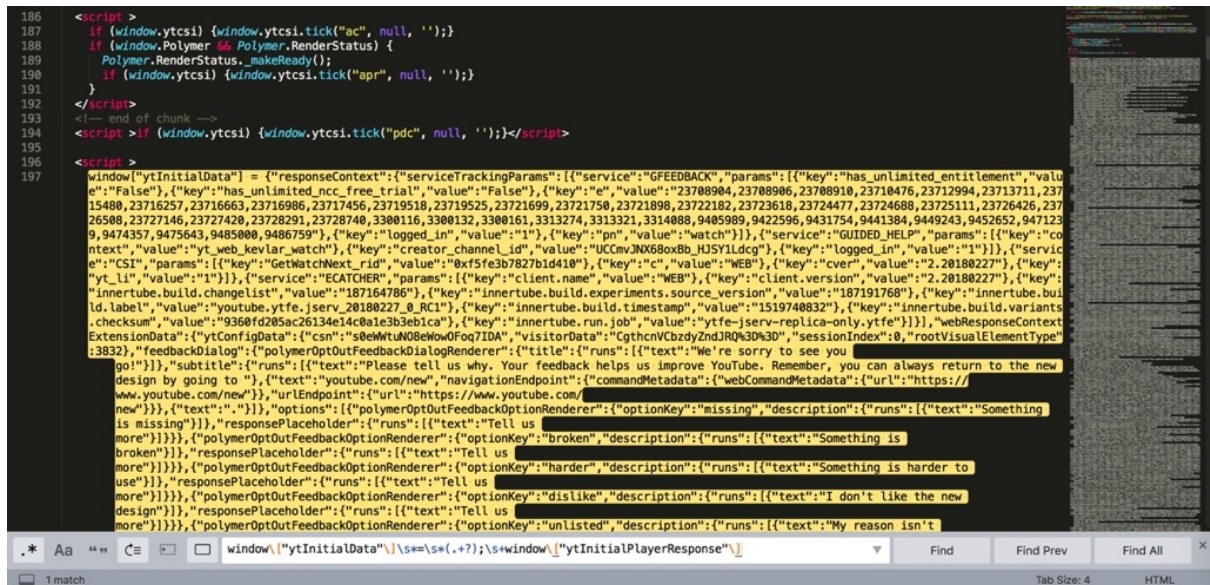 186 <script >
187 if (window.ytcsi) {window.ytcsi.tick("ac", null, '');}
188 if (window.Polymer && Polymer.RenderStatus) {
189 Polymer.RenderStatus._makeReady();
190 if (window.ytcsi) {window.ytcsi.tick("apr", null, '');}
191 }
192 </script>
193 <!-- end of chunk -->
194 <script >if (window.ytcsi) {window.ytcsi.tick("pdc", null, '');}</script>
195
196 <script >
197 window["ytInitialData"] = {"responseContext":{"serviceTrackingParams":[{"service":"GFEEDBACK","params":[{"key":"has_unlimited_entitlement","valu
e":"False"},{"key":"has_unlimited_ncc_free_trial","value":"False"},{"key":"e","value":"23708904,23708906,23708910,23710476,23712994,23713711,237
15480,23716257,23716663,23716986,23717456,23719518,23719525,23721699,23721750,23721898,23722182,23723618,23724477,23724688,23725111,23726426,237
26508,23727146,23727420,23728291,23728740,3300116,3300132,3300161,3313274,3313321,3314088,9405989,9422596,9431754,9441384,9449243,9452652,947123
9,9474357,9475643,9485000,9486759"},{"key":"logged_in","value":"1"},{"key":"pn","value":"watch"}]},{"service":"GUIDED_HELP","params":[{"key":"co
ntext","value":"yt_web_kevlar_watch"},{"key":"creator_channel_id","value":"UCCmvJNX68oxBb_HJSY1Ldcg"},{"key":"logged_in","value":"1"}]},{"servic
e":"CSI","params":[{"key":"GetWatchNext_rid","value":"0xf5fe3b7827b1d410"},{"key":"c","value":"WEB"},{"key":"cver","value":"2.20180227"},{"key":
"yt_li","value":"1"}]},{"service":"ECATCHER","params":[{"key":"client.name","value":"WEB"},{"key":"client.version","value":"2.20180227"},{"key":
"innertube.build.changelist","value":"187164786"},{"key":"innertube.build.experiments.source_version","value":"187191768"},{"key":"innertube.bui
ld.label","value":"youtube.ytfe.jserv_20180227_0_RC1"},{"key":"innertube.build.timestamp","value":"1519740832"},{"key":"innertube.build.variants
.checksum","value":"9360fd205ac26134e14c0a1e3b3eb1ca"},{"key":"innertube.run.job","value":"ytfe-jserv-replica-only.ytfe"}]}],"webResponseContext
ExtensionData":{"ytConfigData":{"csn":"s0eWWtuNO8eWowOFoq7IDA","visitorData":"CgthcnVCbzdyZndJRQ%3D%3D","sessionIndex":0,"rootVisualElementType"
:3832},"feedbackDialog":{"polymerOptOutFeedbackDialogRenderer":{"title":{"runs":[{"text":"We're sorry to see you
go!"}]},"subtitle":{"runs":[{"text":"Please tell us why. Your feedback helps us improve YouTube. Remember, you can always return to the new
design by going to "},{"text":"youtube.com/new","navigationEndpoint":{"commandMetadata":{"webCommandMetadata":{"url":"https://
www.youtube.com/new"}},"urlEndpoint":{"url":"https://www.youtube.com/
new"}}},{"text":"."}]},"options":[{"polymerOptOutFeedbackOptionRenderer":{"optionKey":"missing","description":{"runs":[{"text":"Something
is missing"}]},"responsePlaceholder":{"runs":[{"text":"Tell us
more"}]}}},{"polymerOptOutFeedbackOptionRenderer":{"optionKey":"broken","description":{"runs":[{"text":"Something is
broken"}]},"responsePlaceholder":{"runs":[{"text":"Tell us
more"}]}}},{"polymerOptOutFeedbackOptionRenderer":{"optionKey":"harder","description":{"runs":[{"text":"Something is harder to
use"}]},"responsePlaceholder":{"runs":[{"text":"Tell us
more"}]}}},{"polymerOptOutFeedbackOptionRenderer":{"optionKey":"dislike","description":{"runs":[{"text":"I don't like the new
design"}]},"responsePlaceholder":{"runs":[{"text":"Tell us
more"}]}}},{"polymerOptOutFeedbackOptionRenderer":{"optionKey":"unlisted","description":{"runs":[{"text":"My reason isn't
.* Aa “” window\["ytInitialData"\]\s*=\s*(.+?);\s+window\["ytInitialPlayerResponse"\] Find Find Prev Find All ×
1 match Tab Size: 4 HTML